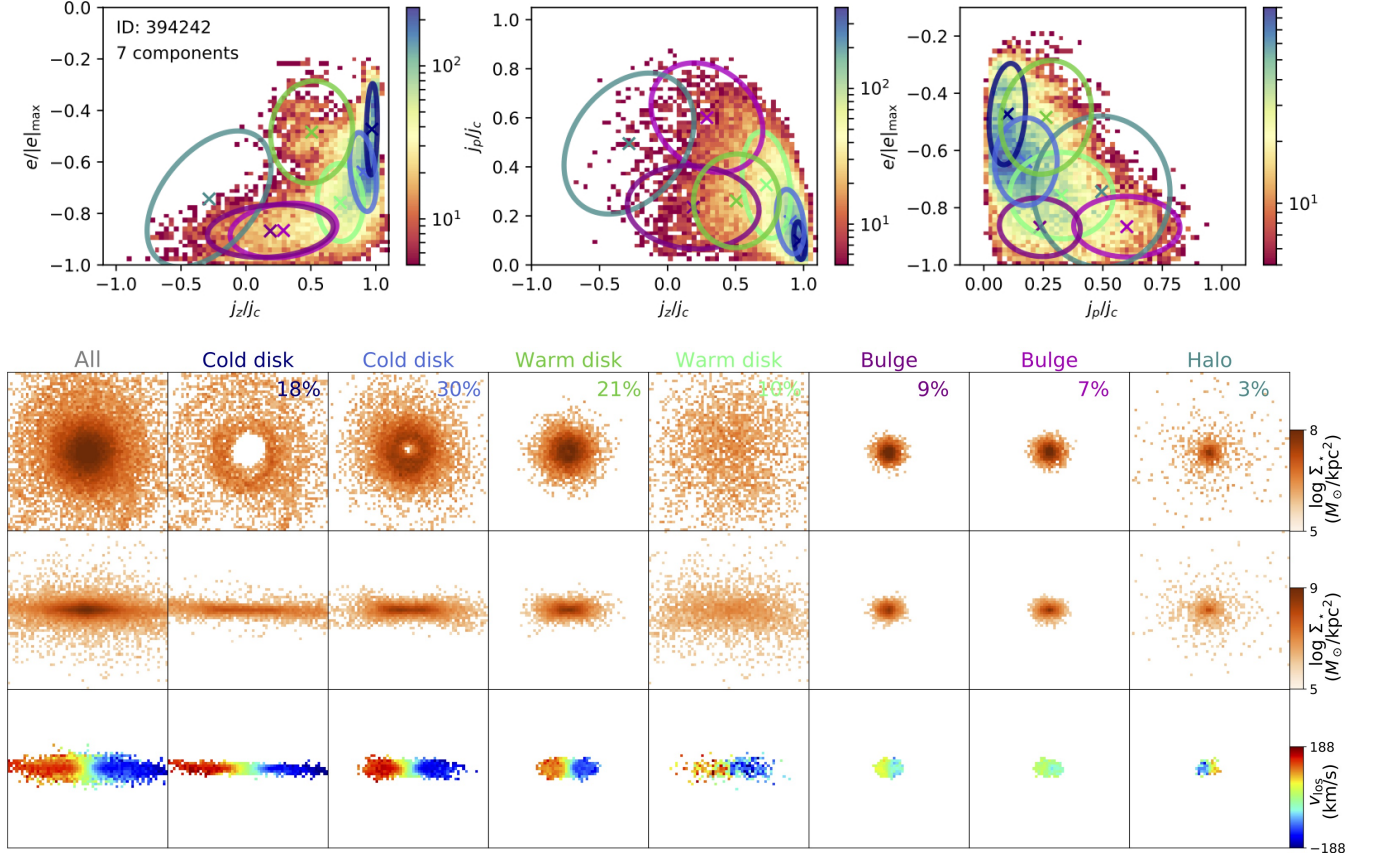 ID: 394242
7 components
0.0
−0.2
−0.4
−0.6
−0.8
−1.0
e/|e|max
−1.0 −0.5 0.0 0.5 1.0
jz/jc
10²
10¹
1.0
0.8
0.6
0.4
0.2
0.0
jp/jc
−1.0 −0.5 0.0 0.5 1.0
jz/jc
10²
10¹
−0.2
−0.4
−0.6
−0.8
−1.0
e/|e|max
0.00 0.25 0.50 0.75 1.00
jp/jc
10¹
All Cold disk Cold disk Warm disk Warm disk Bulge Bulge Halo
18% 30% 21% 9% 7% 3%
8
log Σ⋆
(M⊙/kpc²)
5
9
log Σ⋆
(M⊙/kpc²)
5
188
vlos
(km/s)
−188